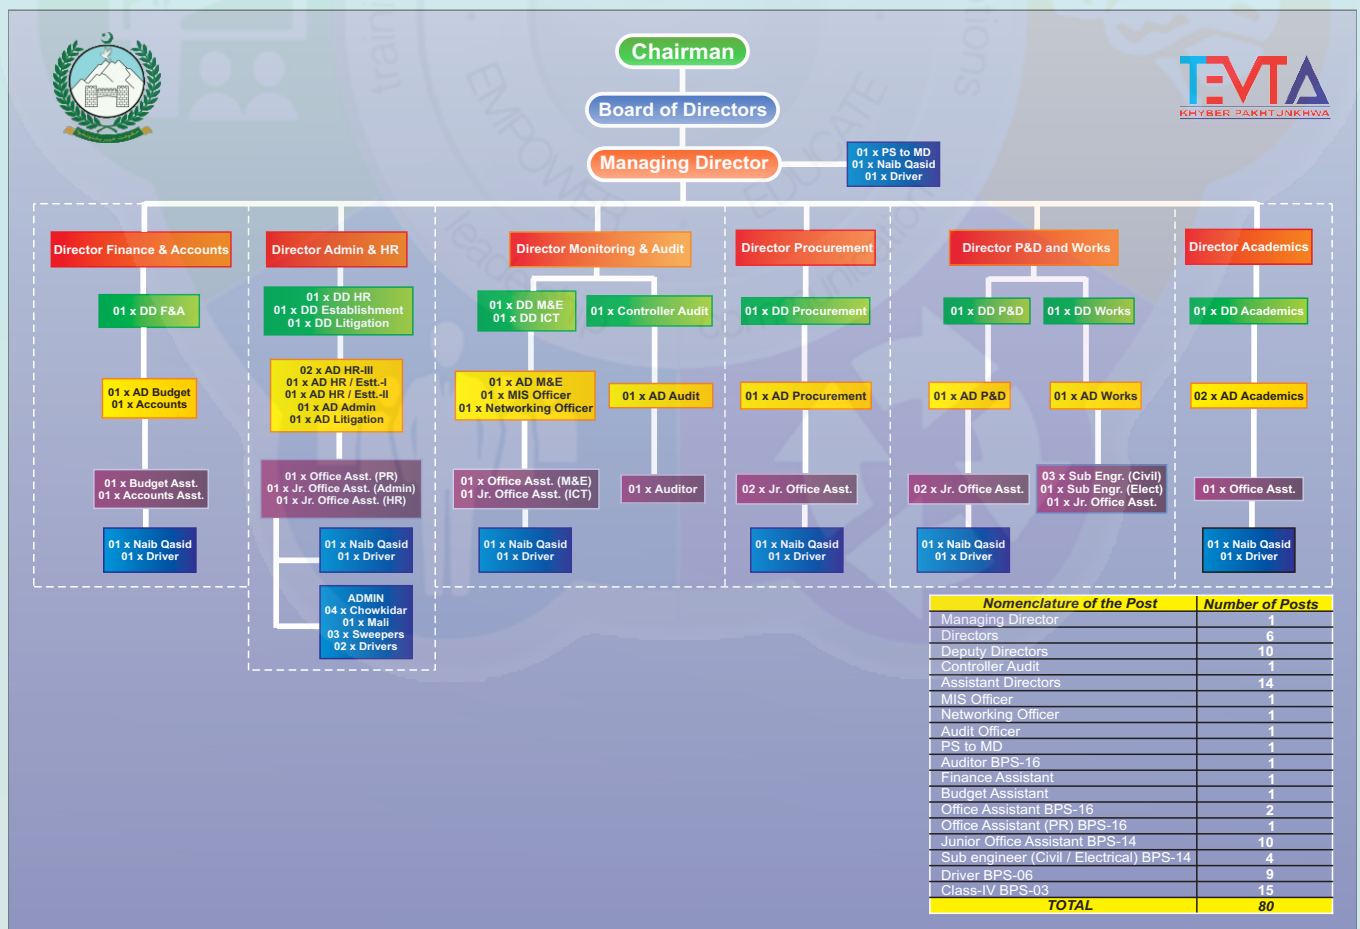 Chairman
Board of Directors
Managing Director
01 x PS to MD
01 x Naib Qasid
01 x Driver
TEVTA
KHYBER PAKHTUNKHWA
Director Finance & Accounts
01 x DD F&A
01 x AD Budget
01 x Accounts
01 x Budget Asst.
01 x Accounts Asst.
01 x Naib Qasid
01 x Driver
Director Admin & HR
01 x DD HR
01 x DD Establishment
01 x DD Litigation
02 x AD HR-III
01 x AD HR / Estt.-I
01 x AD HR / Estt.-II
01 x AD Admin
01 x AD Litigation
01 x Office Asst. (PR)
01 x Jr. Office Asst. (Admin)
01 x Jr. Office Asst. (HR)
01 x Naib Qasid
01 x Driver
ADMIN
04 x Chowkidar
01 x Mali
03 x Sweepers
02 x Drivers
Director Monitoring & Audit
01 x DD M&E
01 x DD ICT
01 x AD M&E
01 x MIS Officer
01 x Networking Officer
01 x Office Asst. (M&E)
01 Jr. Office Asst. (ICT)
01 x Naib Qasid
01 x Driver
01 x Controller Audit
01 x AD Audit
01 x Auditor
Director Procurement
01 x DD Procurement
01 x AD Procurement
02 x Jr. Office Asst.
01 x Naib Qasid
01 x Driver
Director P&D and Works
01 x DD P&D
01 x AD P&D
02 x Jr. Office Asst.
01 x Naib Qasid
01 x Driver
01 x DD Works
01 x AD Works
03 x Sub Engr. (Civil)
01 x Sub Engr. (Elect)
01 x Jr. Office Asst.
Director Academics
01 x DD Academics
02 x AD Academics
01 x Office Asst.
01 x Naib Qasid
01 x Driver
Nomenclature of the Post Number of Posts
Managing Director 1
Directors 6
Deputy Directors 10
Controller Audit 1
Assistant Directors 14
MIS Officer 1
Networking Officer 1
Audit Officer 1
PS to MD 1
Auditor BPS-16 1
Finance Assistant 1
Budget Assistant 1
Office Assistant BPS-16 2
Office Assistant (PR) BPS-16 1
Junior Office Assistant BPS-14 10
Sub engineer (Civil / Electrical) BPS-14 4
Driver BPS-06 9
Class-IV BPS-03 15
TOTAL 80
EMPOWER
EDUCATE